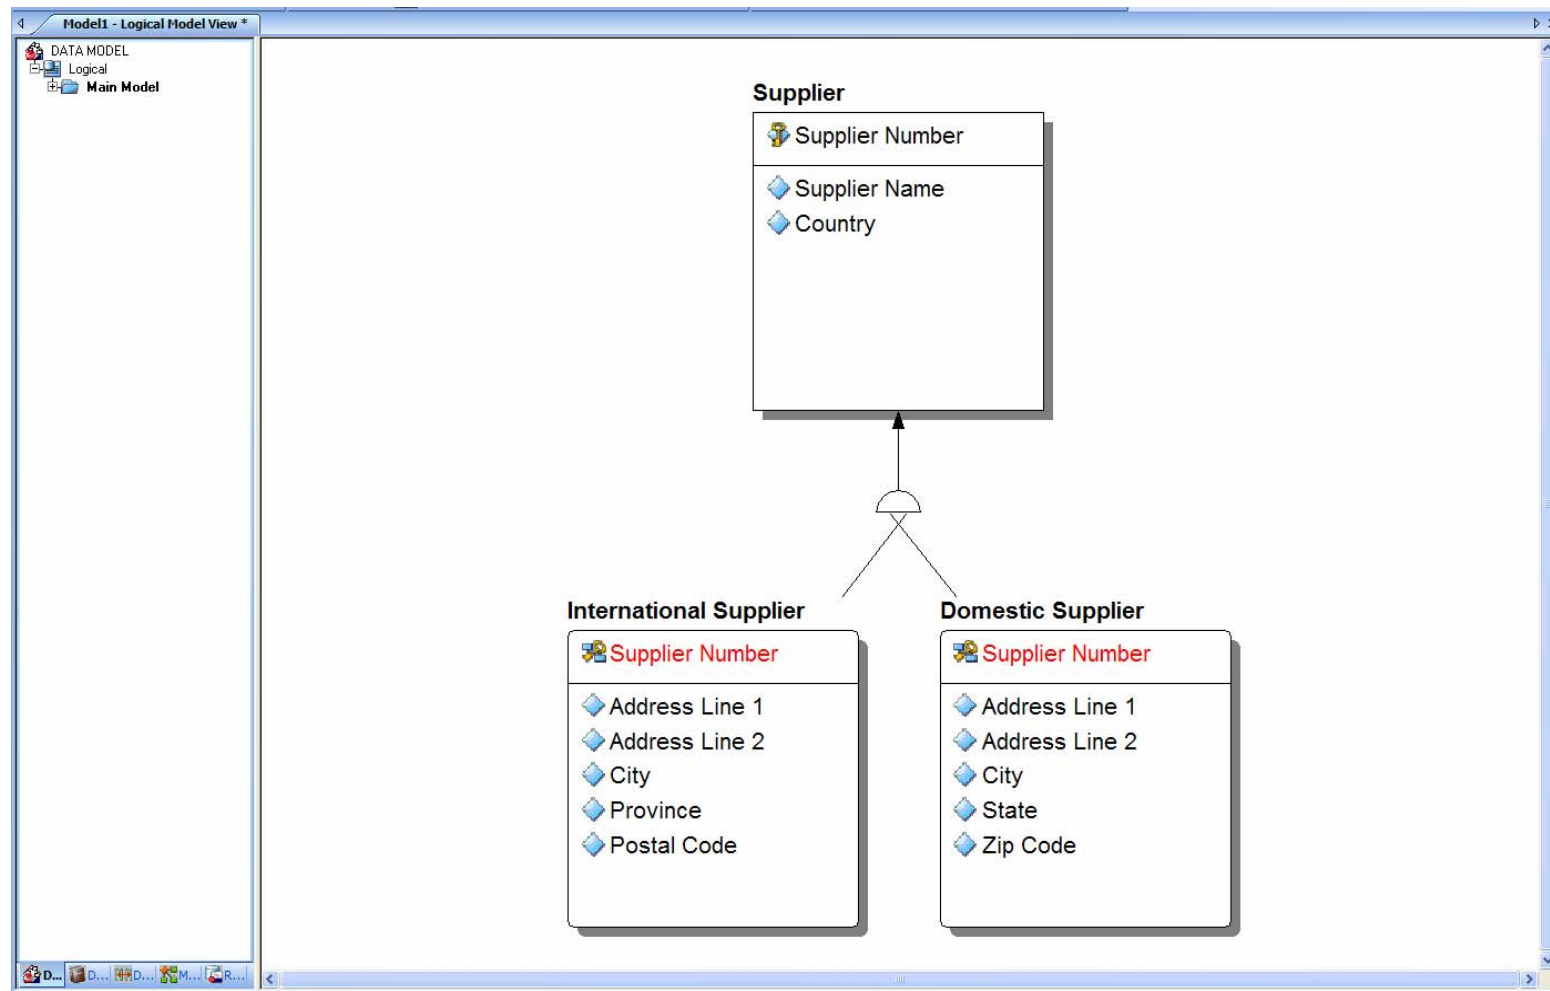 Model1 - Logical Model View *
DATA MODEL
Logical
Main Model
Supplier
Supplier Number
Supplier Name
Country
International Supplier
Supplier Number
Address Line 1
Address Line 2
City
Province
Postal Code
Domestic Supplier
Supplier Number
Address Line 1
Address Line 2
City
State
Zip Code
D... D... D... M... R...